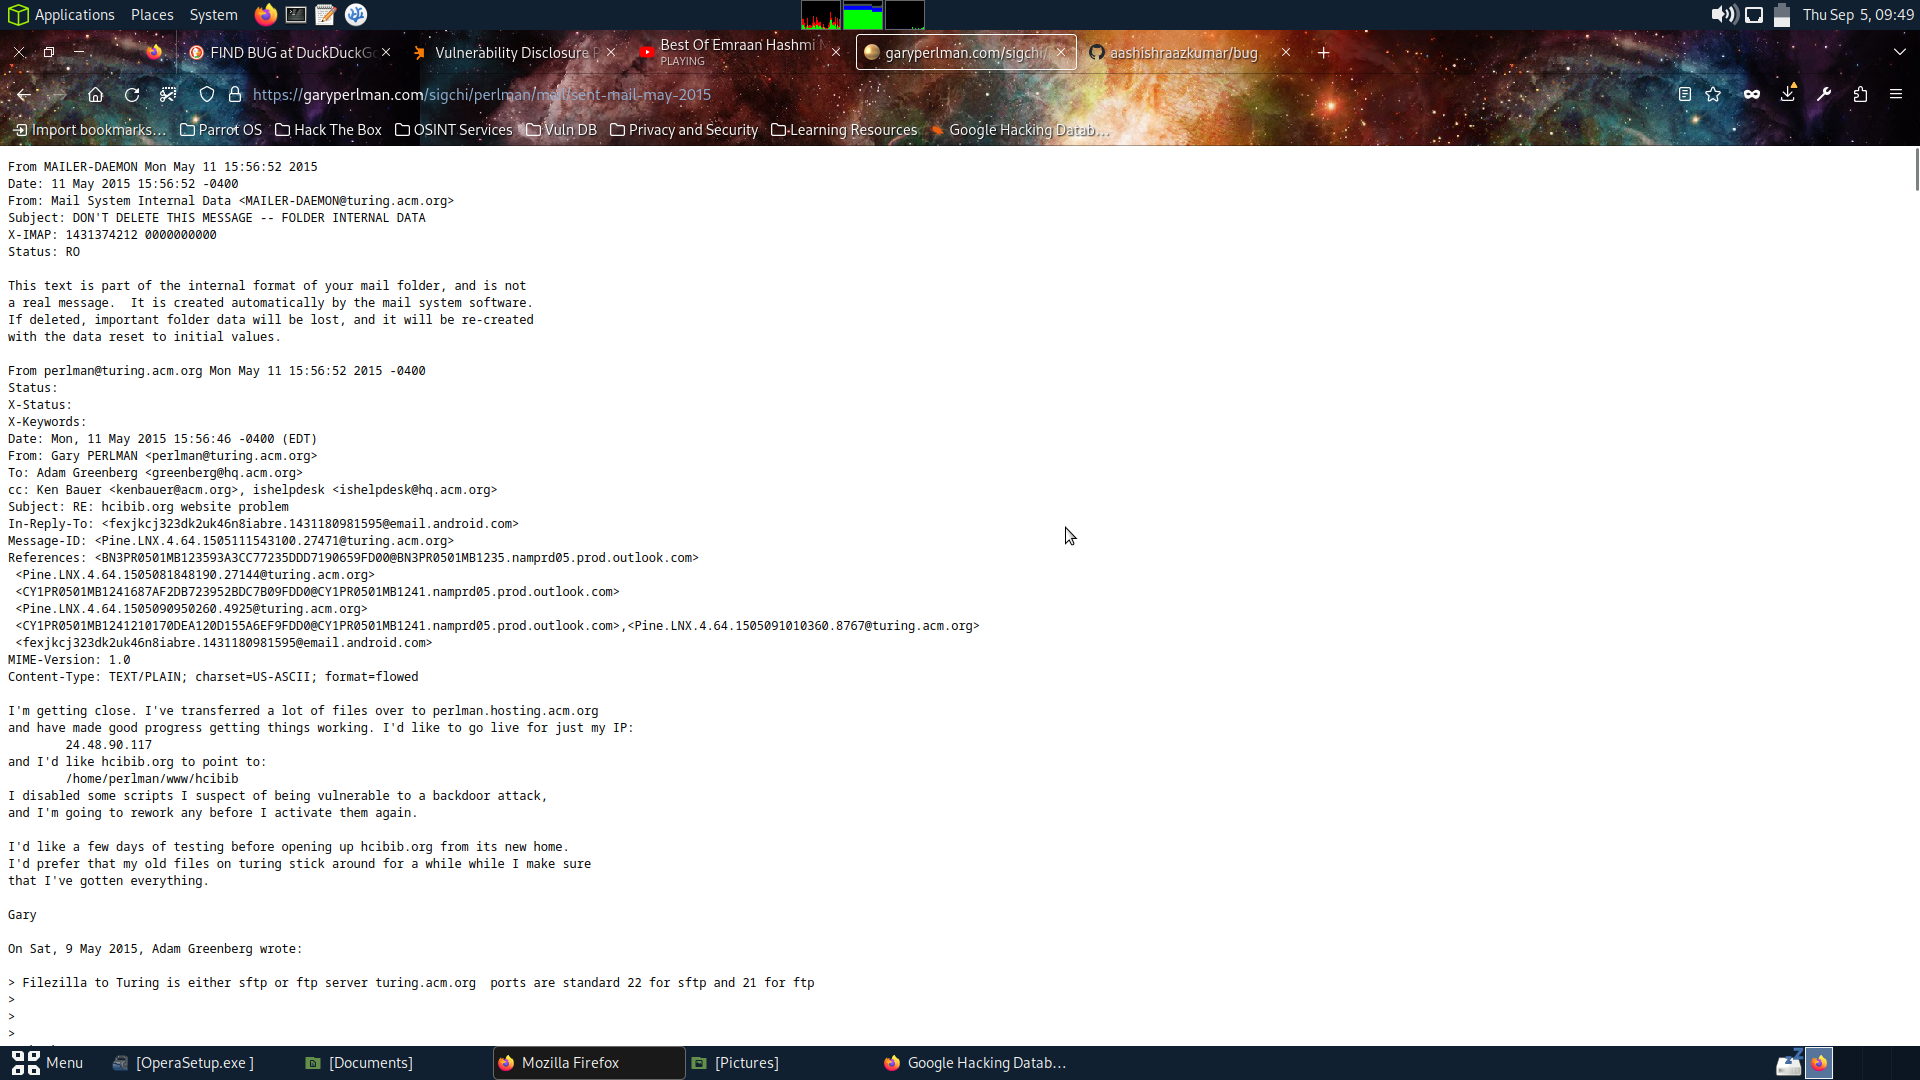 Applications Places System Thu Sep 5, 09:49
FIND BUG at DuckDuckG Vulnerability Disclosure Best Of Emraan Hashmi garyperlman.com/sigchi/ aashishraazkumar/bug
PLAYING
https://garyperlman.com/sigchi/perlman/mail/sent-mail-may-2015
Import bookmarks... Parrot OS Hack The Box OSINT Services Vuln DB Privacy and Security Learning Resources Google Hacking Datab...
From MAILER-DAEMON Mon May 11 15:56:52 2015
Date: 11 May 2015 15:56:52 -0400
From: Mail System Internal Data <MAILER-DAEMON@turing.acm.org>
Subject: DON'T DELETE THIS MESSAGE -- FOLDER INTERNAL DATA
X-IMAP: 1431374212 0000000000
Status: RO
This text is part of the internal format of your mail folder, and is not
a real message.  It is created automatically by the mail system software.
If deleted, important folder data will be lost, and it will be re-created
with the data reset to initial values.
From perlman@turing.acm.org Mon May 11 15:56:52 2015 -0400
Status:
X-Status:
X-Keywords:
Date: Mon, 11 May 2015 15:56:46 -0400 (EDT)
From: Gary PERLMAN <perlman@turing.acm.org>
To: Adam Greenberg <greenberg@hq.acm.org>
cc: Ken Bauer <kenbauer@acm.org>, ishelpdesk <ishelpdesk@hq.acm.org>
Subject: RE: hcibib.org website problem
In-Reply-To: <fexjkcj323dk2uk46n8iabre.1431180981595@email.android.com>
Message-ID: <Pine.LNX.4.64.1505111543100.27471@turing.acm.org>
References: <BN3PR0501MB123593A3CC77235DDD7190659FD00@BN3PR0501MB1235.namprd05.prod.outlook.com>
<Pine.LNX.4.64.1505081848190.27144@turing.acm.org>
<CY1PR0501MB1241687AF2DB723952BDC7B09FDD0@CY1PR0501MB1241.namprd05.prod.outlook.com>
<Pine.LNX.4.64.1505090950260.4925@turing.acm.org>
<CY1PR0501MB1241210170DEA120D155A6EF9FDD0@CY1PR0501MB1241.namprd05.prod.outlook.com>,<Pine.LNX.4.64.1505091010360.8767@turing.acm.org>
<fexjkcj323dk2uk46n8iabre.1431180981595@email.android.com>
MIME-Version: 1.0
Content-Type: TEXT/PLAIN; charset=US-ASCII; format=flowed
I'm getting close. I've transferred a lot of files over to perlman.hosting.acm.org
and have made good progress getting things working. I'd like to go live for just my IP:
24.48.90.117
and I'd like hcibib.org to point to:
/home/perlman/www/hcibib
I disabled some scripts I suspect of being vulnerable to a backdoor attack,
and I'm going to rework any before I activate them again.
I'd like a few days of testing before opening up hcibib.org from its new home.
I'd prefer that my old files on turing stick around for a while while I make sure
that I've gotten everything.
Gary
On Sat, 9 May 2015, Adam Greenberg wrote:
> Filezilla to Turing is either sftp or ftp server turing.acm.org  ports are standard 22 for sftp and 21 for ftp
>
>
>
Menu [OperaSetup.exe ] [Documents] Mozilla Firefox [Pictures] Google Hacking Datab...